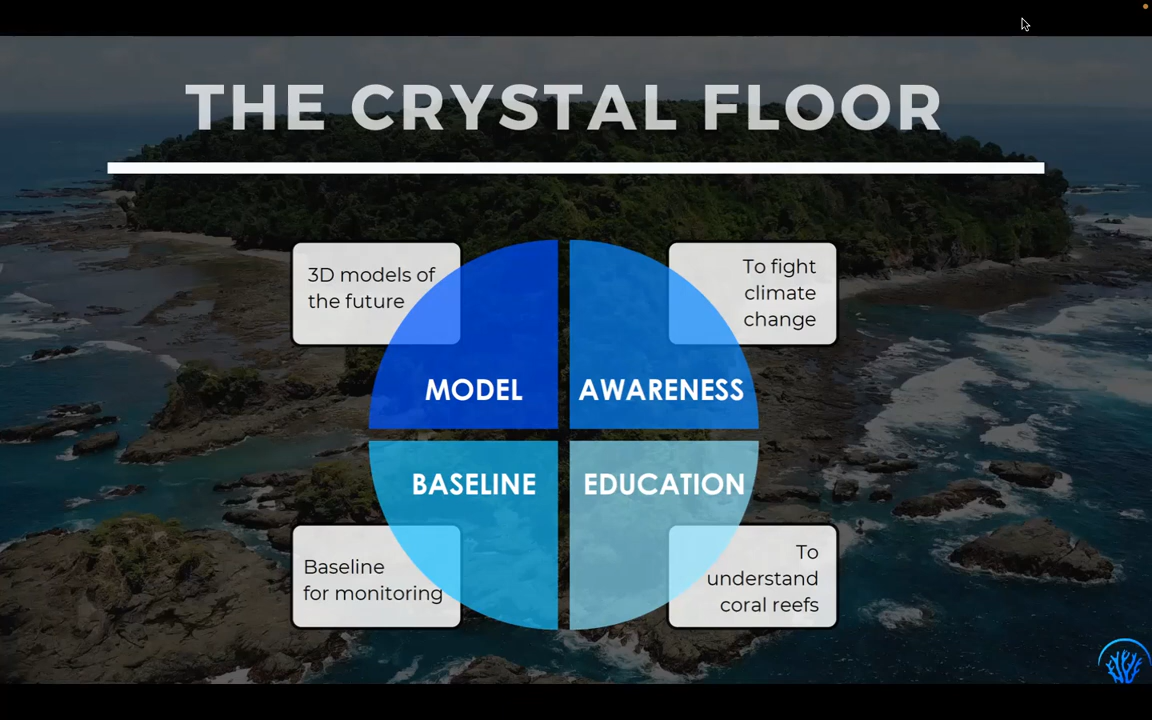 THE CRYSTAL FLOOR
3D models of
the future
To fight
climate
change
MODEL
AWARENESS
BASELINE
EDUCATION
Baseline
for monitoring
To
understand
coral reefs